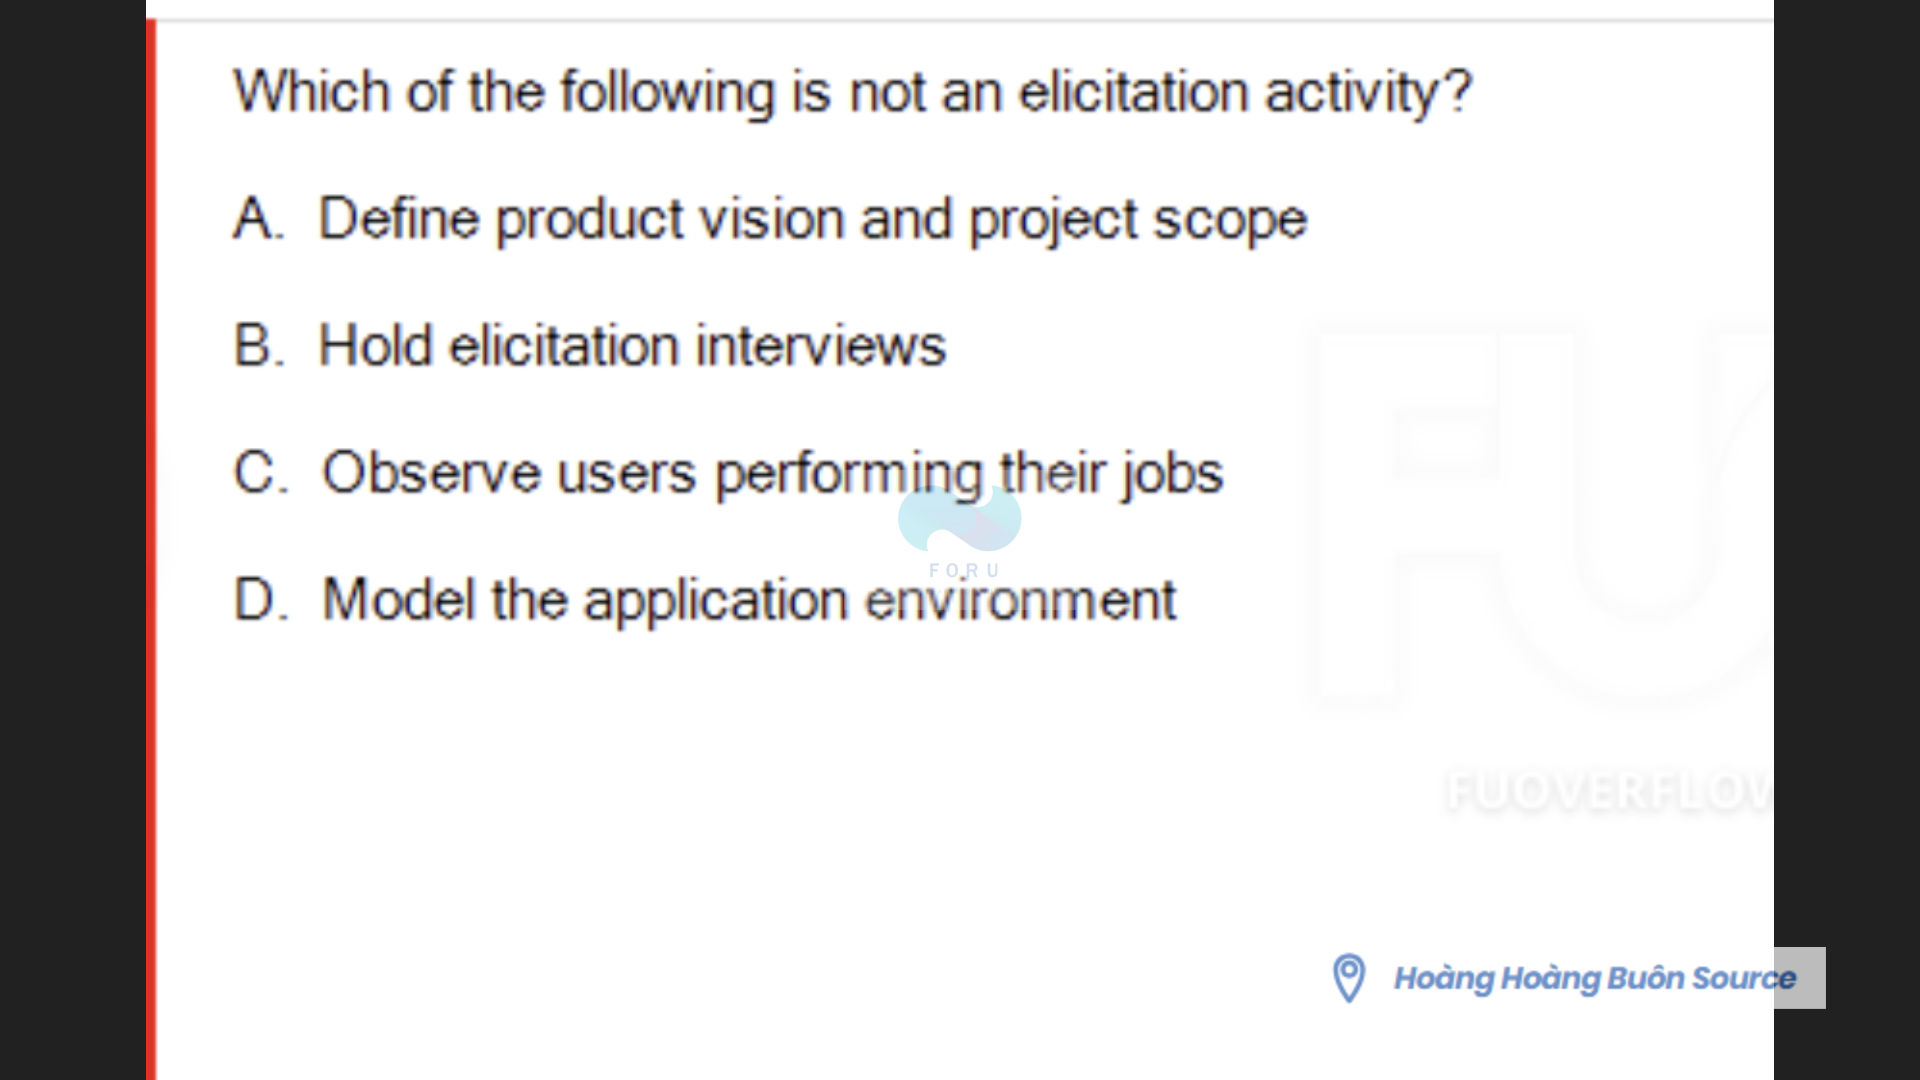 Which of the following is not an elicitation activity?
A. Define product vision and project scope
B. Hold elicitation interviews
C. Observe users performing their jobs
FORU
D. Model the application environment
FU
FUOVERFLOW
Hoàng Hoàng Buôn Source